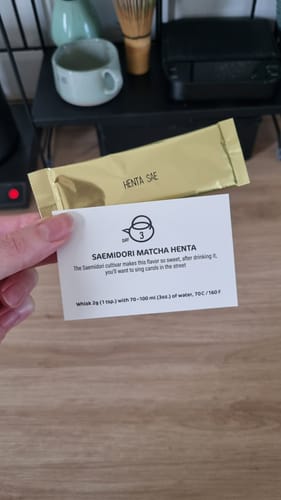 HENTA SAE
DAY 3
SAEMIDORI MATCHA HENTA
The Saemidori cultivar makes this flavor so sweet, after drinking it,
you'll want to sing carols in the street
Whisk 2g (1 tsp.) with 70-100 ml (3oz.) of water, 70C / 160 F